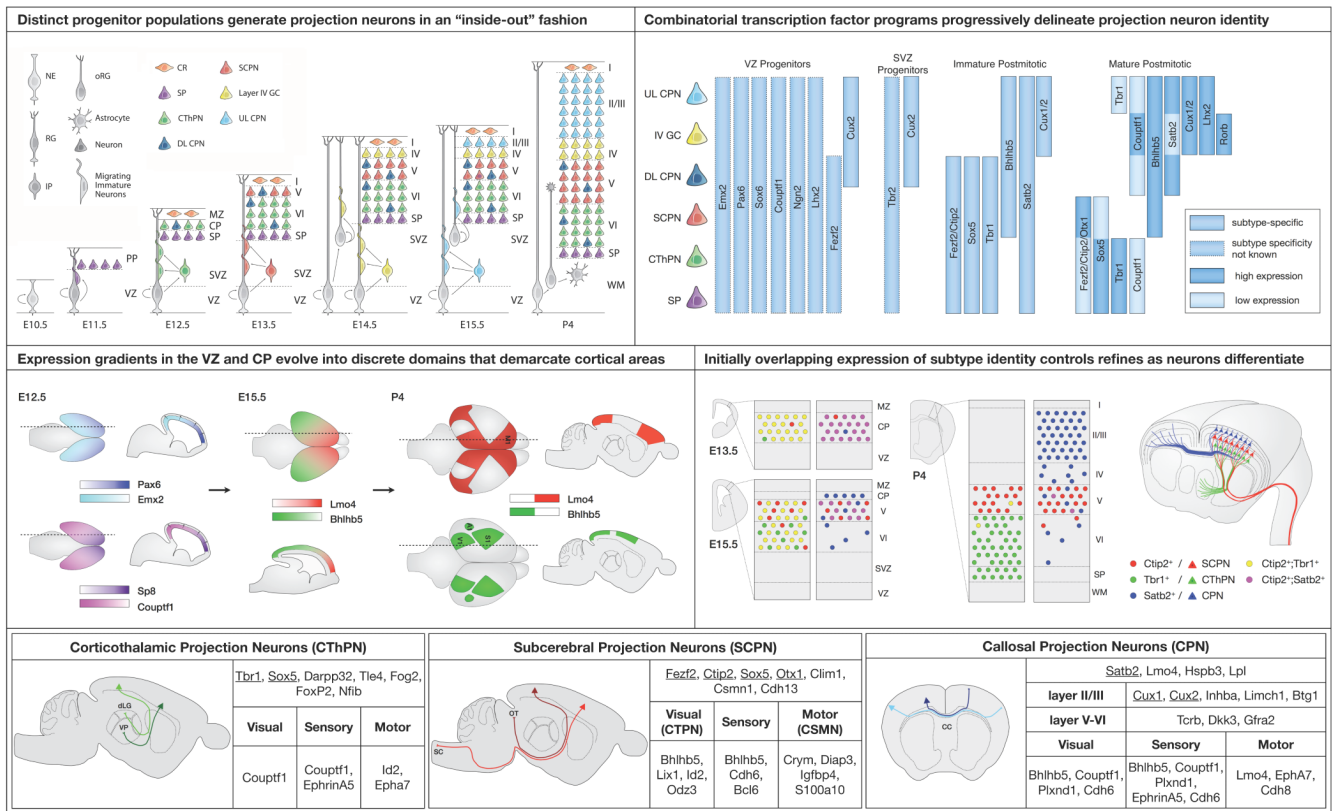 Distinct progenitor populations generate projection neurons in an “inside-out” fashion
NE
oRG
RG
Astrocyte
Neuron
IP
Migrating
Immature
Neurons
CR
SCPN
SP
Layer IV GC
CThPN
UL CPN
DL CPN
PP
VZ
MZ
CP
SP
SVZ
VZ
I
V
VI
SP
SVZ
VZ
I
IV
V
VI
SP
SVZ
VZ
I
II/III
IV
V
VI
SP
SVZ
VZ
I
II/III
IV
V
VI
SP
WM
E10.5
E11.5
E12.5
E13.5
E14.5
E15.5
P4
Combinatorial transcription factor programs progressively delineate projection neuron identity
VZ Progenitors
SVZ
Progenitors
Immature Postmitotic
Mature Postmitotic
UL CPN
IV GC
DL CPN
SCPN
CThPN
SP
Emx2
Pax6
Sox6
Couptf1
Ngn2
Lhx2
Fezf2
Cux2
Tbr2
Cux2
Fezf2/Ctip2
Sox5
Tbr1
Bhlhb5
Satb2
Cux1/2
Fezf2/Ctip2/Otx1
Sox5
Tbr1
Tbr1
Couptf1
Couptf1
Bhlhb5
Satb2
Cux1/2
Lhx2
Rorb
subtype-specific
subtype specificity
not known
high expression
low expression
Expression gradients in the VZ and CP evolve into discrete domains that demarcate cortical areas
E12.5
E15.5
P4
Pax6
Emx2
Sp8
Couptf1
Lmo4
Bhlhb5
M1
Lmo4
Bhlhb5
A1
V1
S1
Initially overlapping expression of subtype identity controls refines as neurons differentiate
E13.5
MZ
CP
VZ
E15.5
MZ
CP
V
VI
SVZ
VZ
P4
I
II/III
IV
V
VI
SP
WM
Ctip2⁺ / SCPN
Ctip2⁺;Tbr1⁺
Tbr1⁺ / CThPN
Ctip2⁺;Satb2⁺
Satb2⁺ / CPN
Corticothalamic Projection Neurons (CThPN)
dLG
VP
Tbr1, Sox5, Darpp32, Tle4, Fog2,
FoxP2, Nfib
Visual
Sensory
Motor
Couptf1
Couptf1,
EphrinA5
Id2,
Epha7
Subcerebral Projection Neurons (SCPN)
OT
SC
Fezf2, Ctip2, Sox5, Otx1, Clim1,
Csmn1, Cdh13
Visual
(CTPN)
Sensory
Motor
(CSMN)
Bhlhb5,
Lix1, Id2,
Odz3
Bhlhb5,
Cdh6,
Bcl6
Crym, Diap3,
Igfbp4,
S100a10
Callosal Projection Neurons (CPN)
CC
Satb2, Lmo4, Hspb3, Lpl
layer II/III
Cux1, Cux2, Inhba, Limch1, Btg1
layer V-VI
Tcrb, Dkk3, Gfra2
Visual
Sensory
Motor
Bhlhb5, Couptf1,
Plxnd1, Cdh6
Bhlhb5, Couptf1,
Plxnd1,
EphrinA5, Cdh6
Lmo4, EphA7,
Cdh8